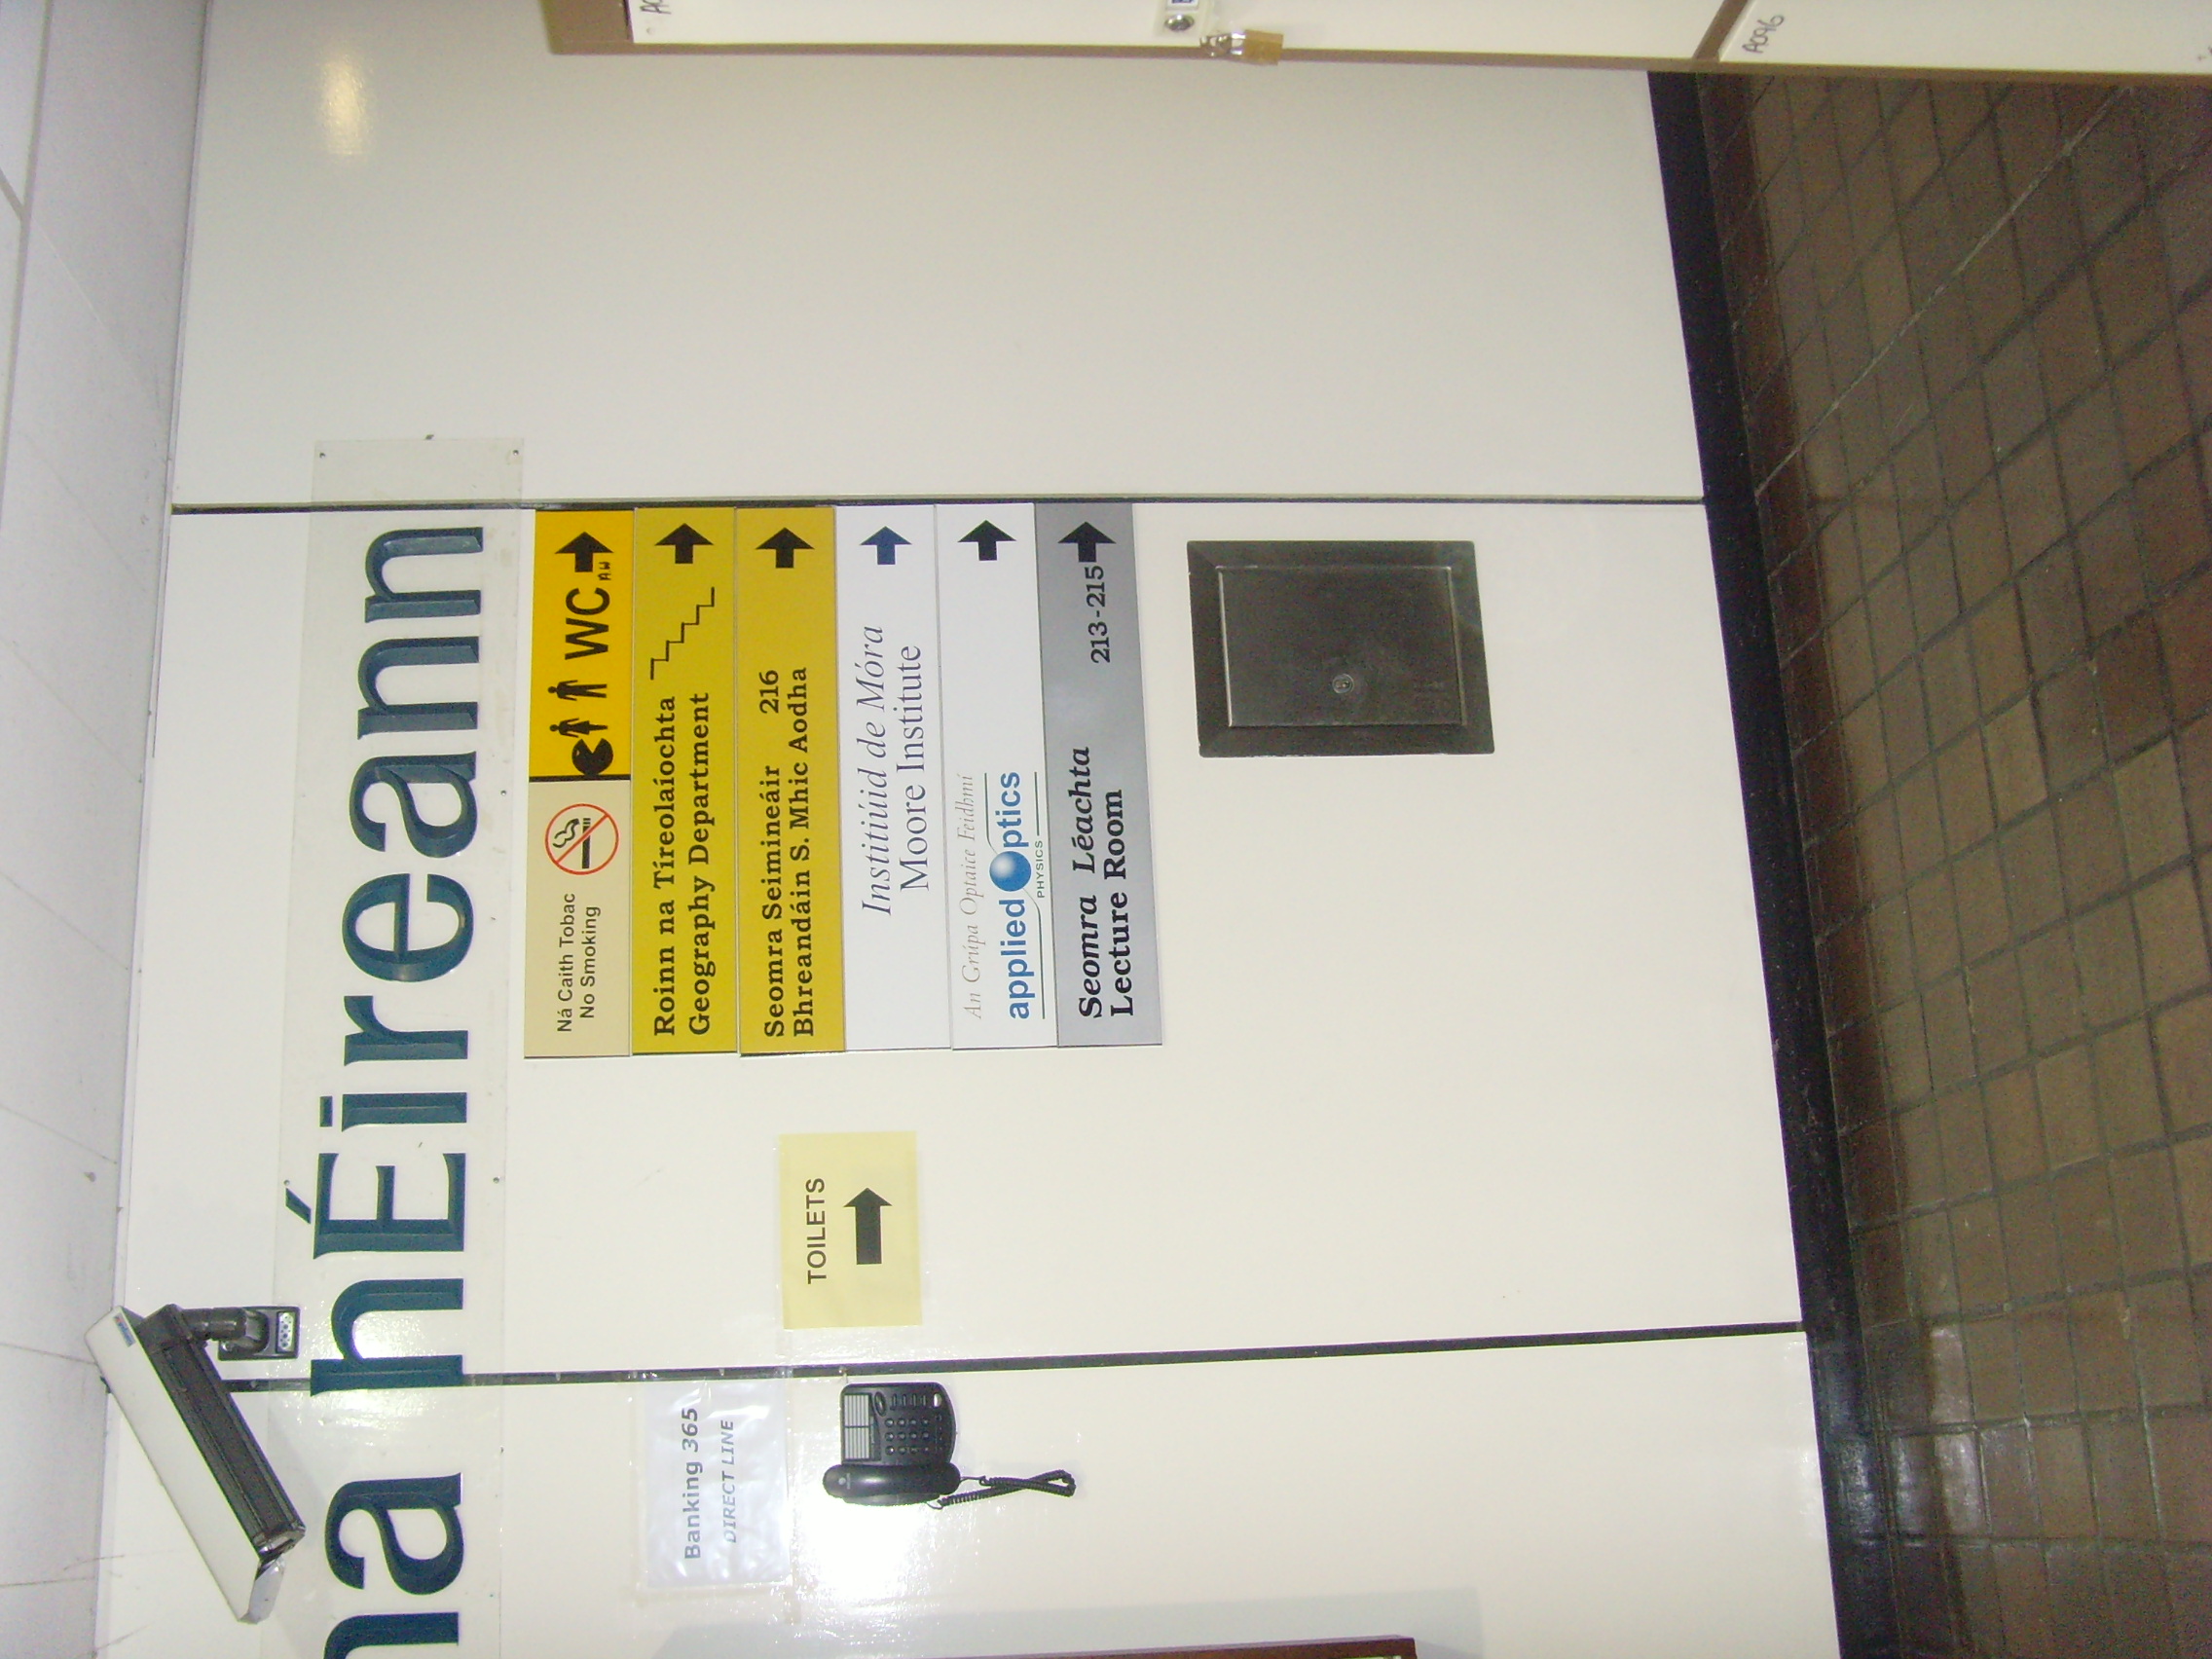 na hÉireann
Ná Caith Tobac
No Smoking
WC
Roinn na Tíreolaíochta
Geography Department
Seomra Seimineáir 216
Bhreandáin S. Mhic Aodha
Institiúid de Móra
Moore Institute
An Grúpa Optaice Feidhmí
applied Optics
PHYSICS
Seomra Léachta
Lecture Room 213-215
TOILETS
Banking 365
DIRECT LINE
A096